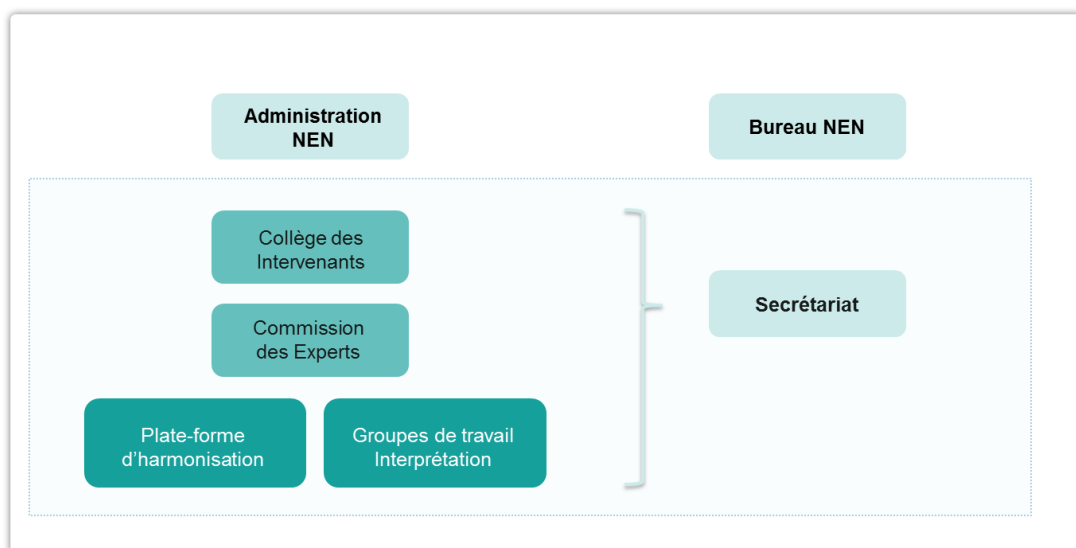 Administration
NEN
Bureau NEN
Collège des
Intervenants
Secrétariat
Commission
des Experts
Plate-forme
d'harmonisation
Groupes de travail
Interprétation